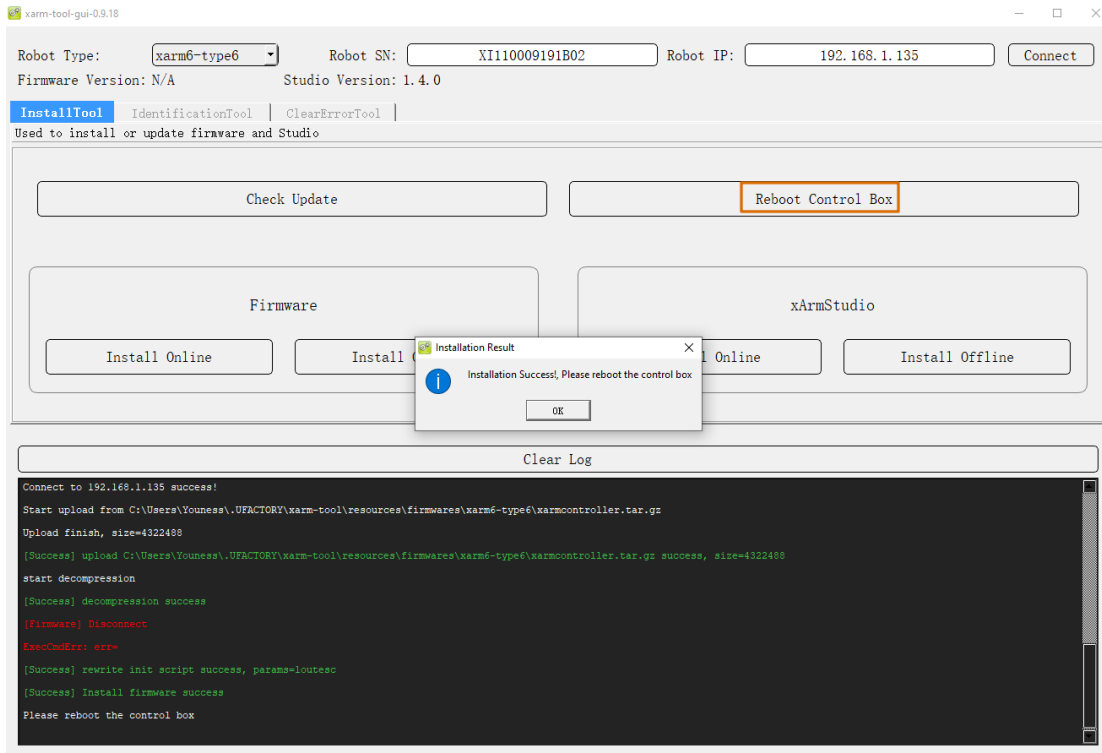 xarm-tool-gui-0.9.18
Robot Type: xarm6-type6 Robot SN: XI110009191B02 Robot IP: 192.168.1.135 Connect
Firmware Version: N/A Studio Version: 1.4.0
InstallTool IdentificationTool ClearErrorTool
Used to install or update firmware and Studio
Check Update Reboot Control Box
Firmware xArmStudio
Install Online Install Online Install Offline
Installation Result
Installation Success!, Please reboot the control box
OK
Clear Log
Connect to 192.168.1.135 success!
Start upload from C:\Users\Youness\.UFACTORY\xarm-tool\resources\firmwares\xarm6-type6\xarmcontroller.tar.gz
Upload finish, size=4322488
[Success] upload C:\Users\Youness\.UFACTORY\xarm-tool\resources\firmwares\xarm6-type6\xarmcontroller.tar.gz success, size=4322488
start decompression
[Success] decompression success
[Firmware] Disconnect
ExecCmdErr: err=
[Success] rewrite init script success, params=loutesc
[Success] Install firmware success
Please reboot the control box